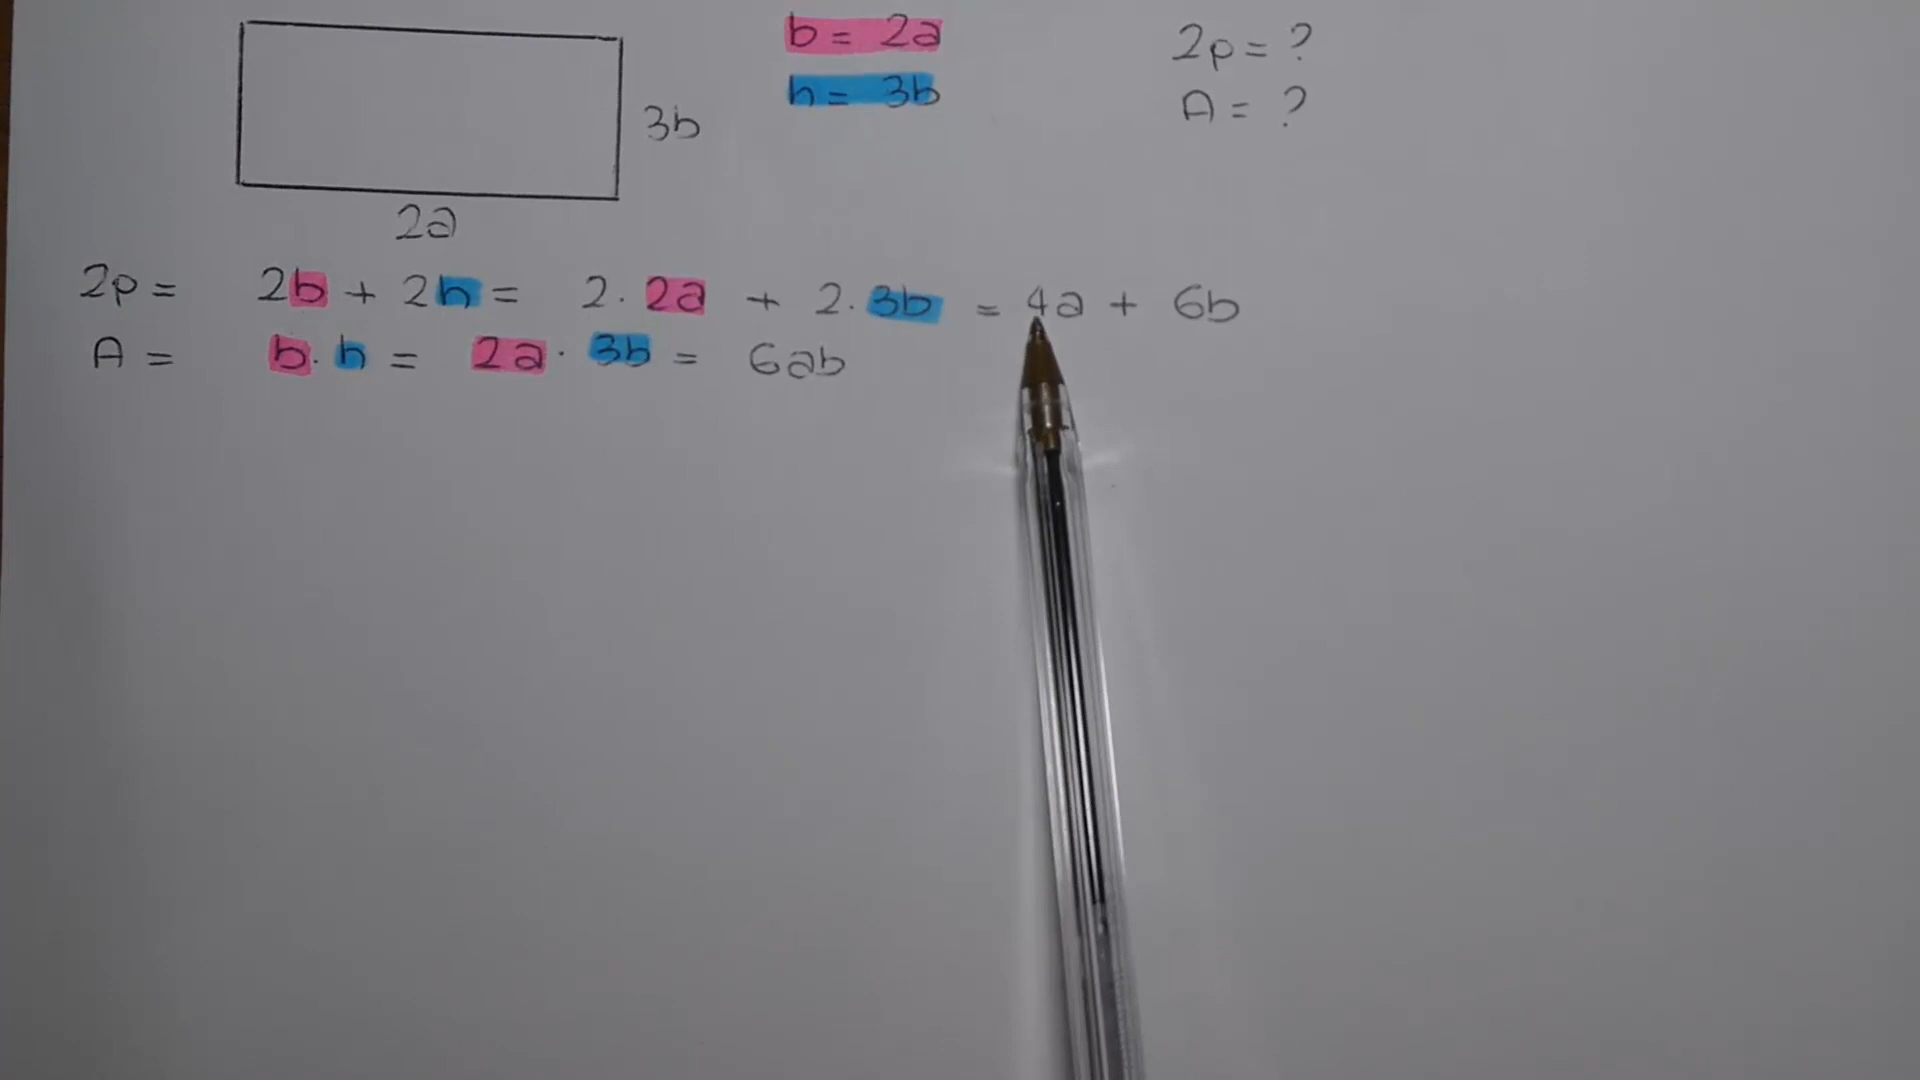 b = 2a
h = 3b
2p = ?
A = ?
3b
2a
2p = 2b + 2h = 2. 2a + 2. 3b = 4a + 6b
A = b. h = 2a . 3b = 6ab